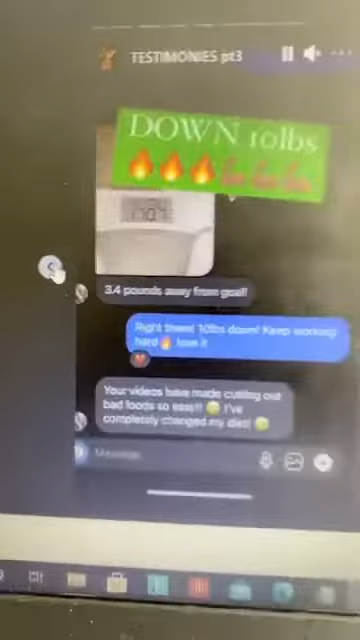 TESTIMONIES pt3
DOWN 10lbs
3.4 pounds away from goal!!
Right there! 10lbs down! Keep working
hard🔥 love it
Your videos have made cutting out
bad foods so easy!! I've
completely changed my diet!
Message